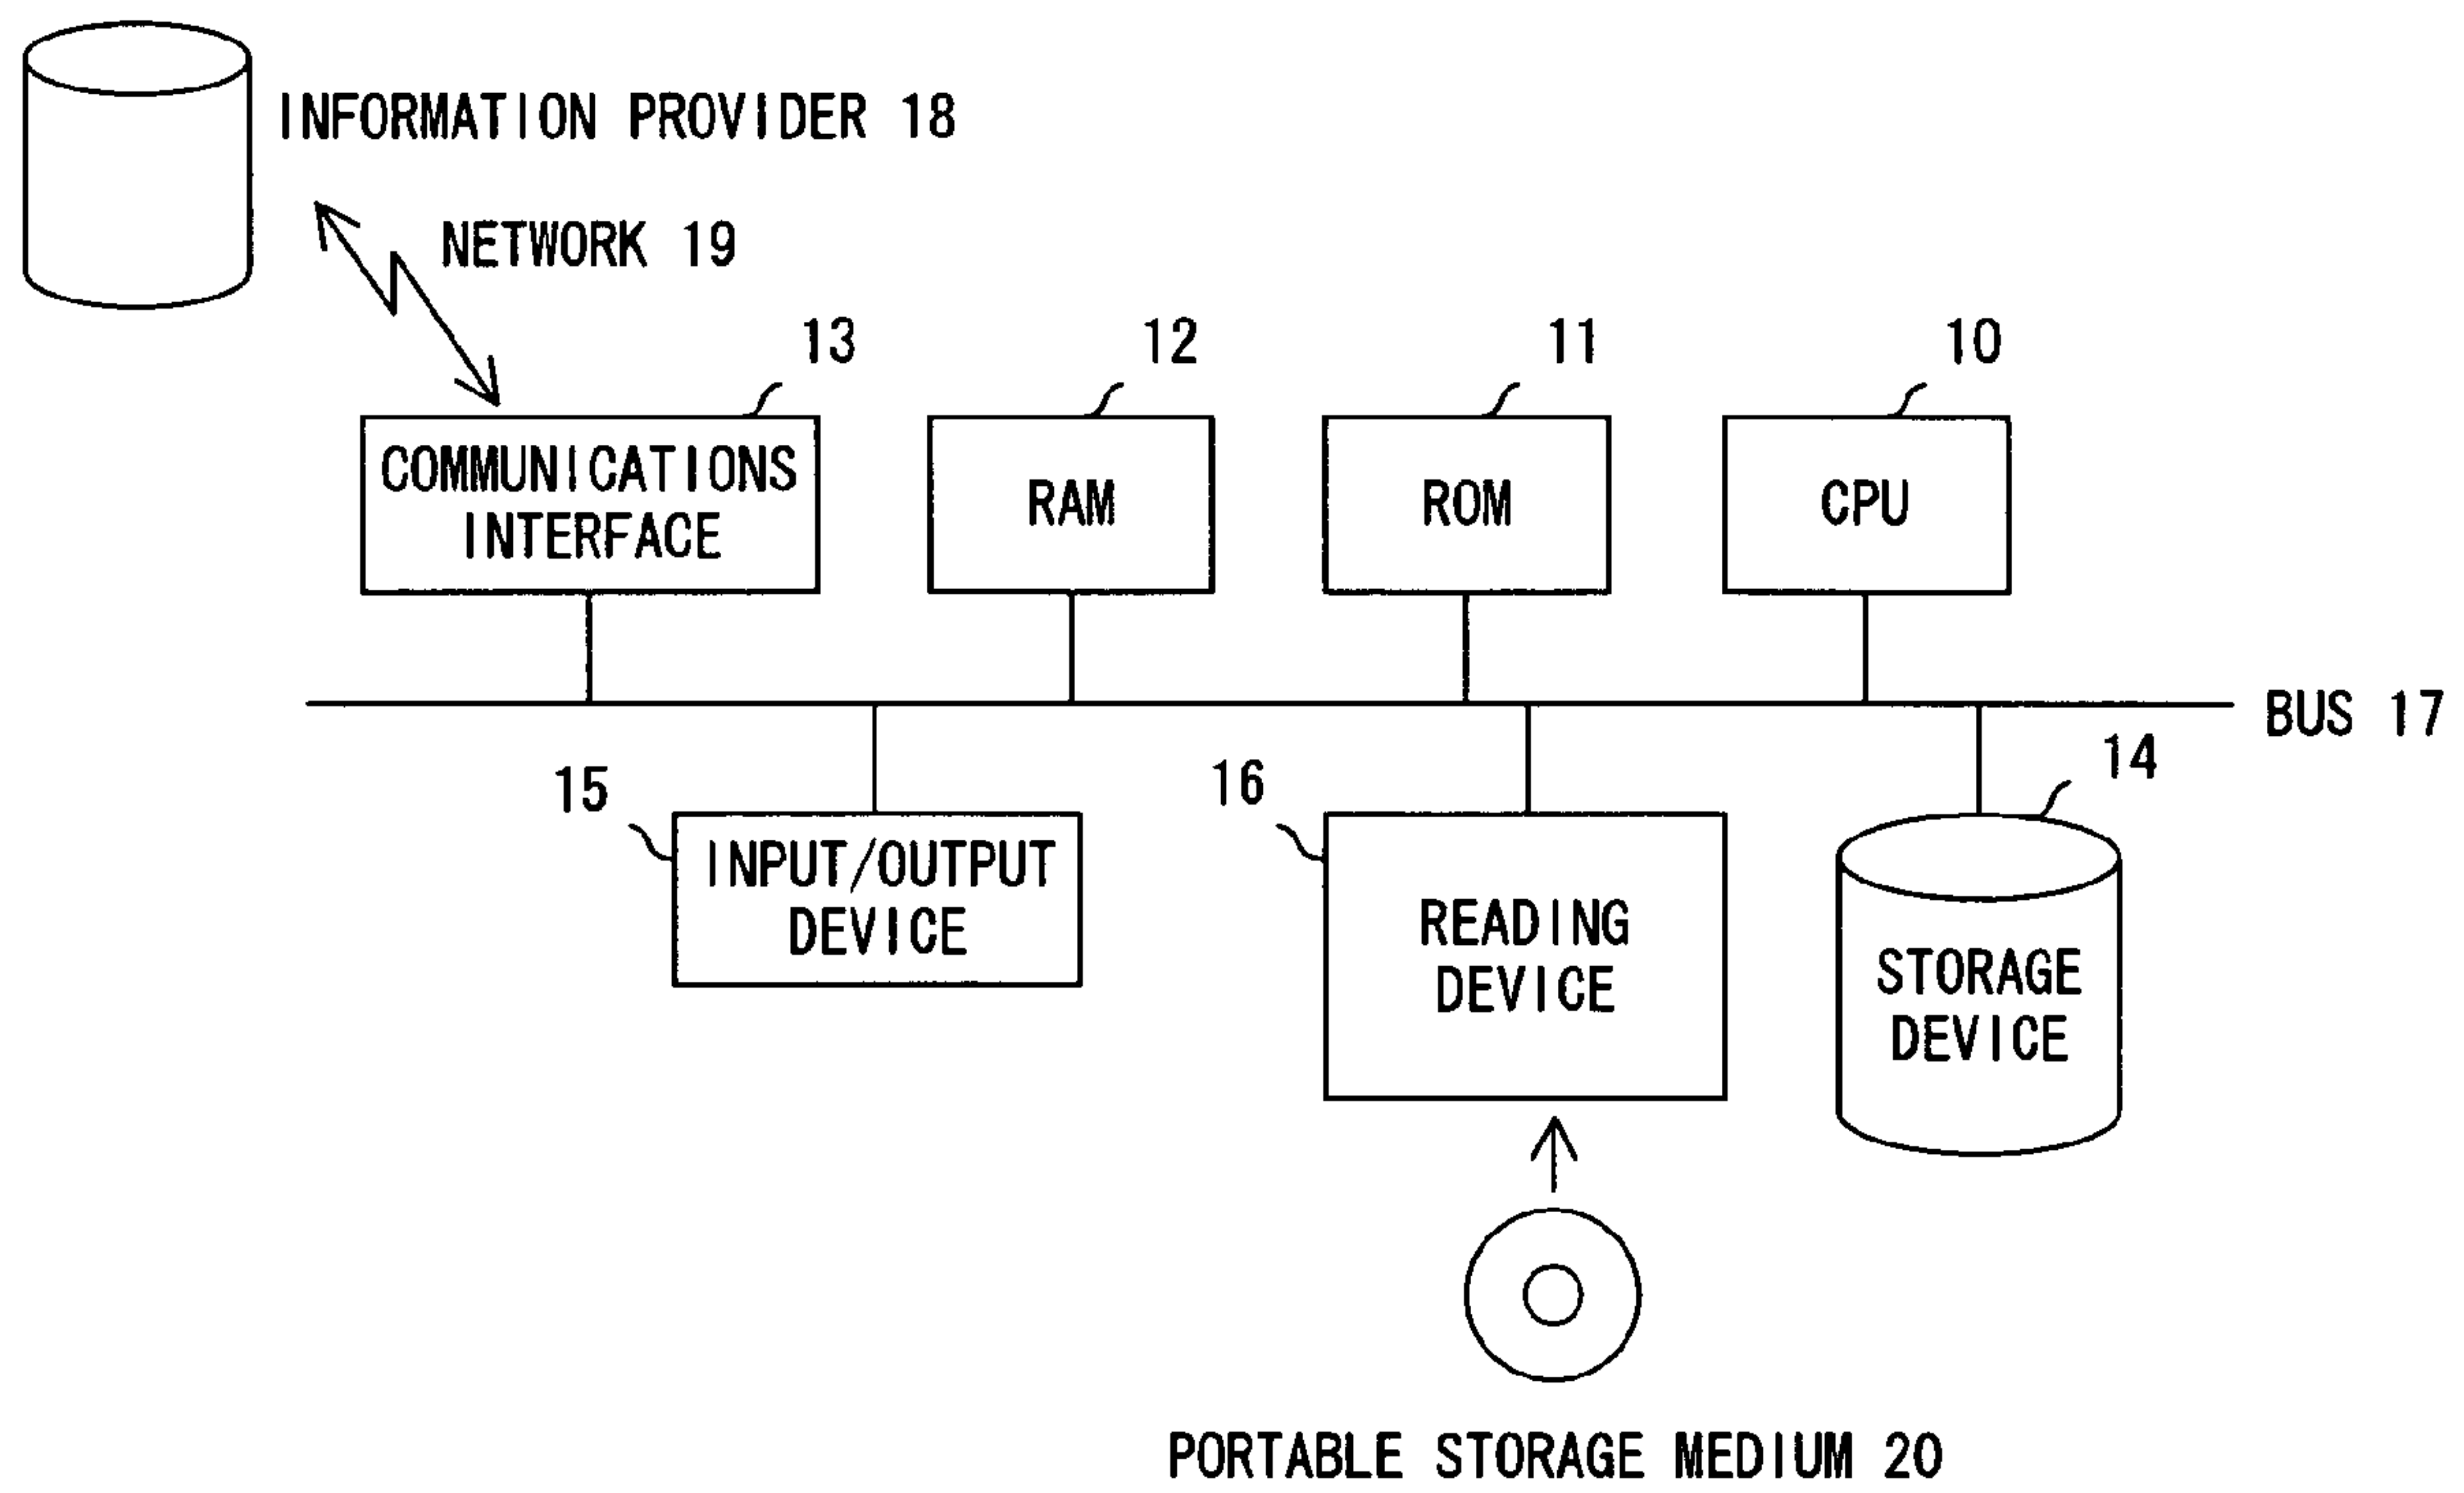 INFORMATION PROVIDER 18
NETWORK 19
13
12
11
10
COMMUNICATIONS
INTERFACE
RAM
ROM
CPU
BUS 17
15
16
14
INPUT/OUTPUT
DEVICE
READING
DEVICE
STORAGE
DEVICE
PORTABLE STORAGE MEDIUM 20